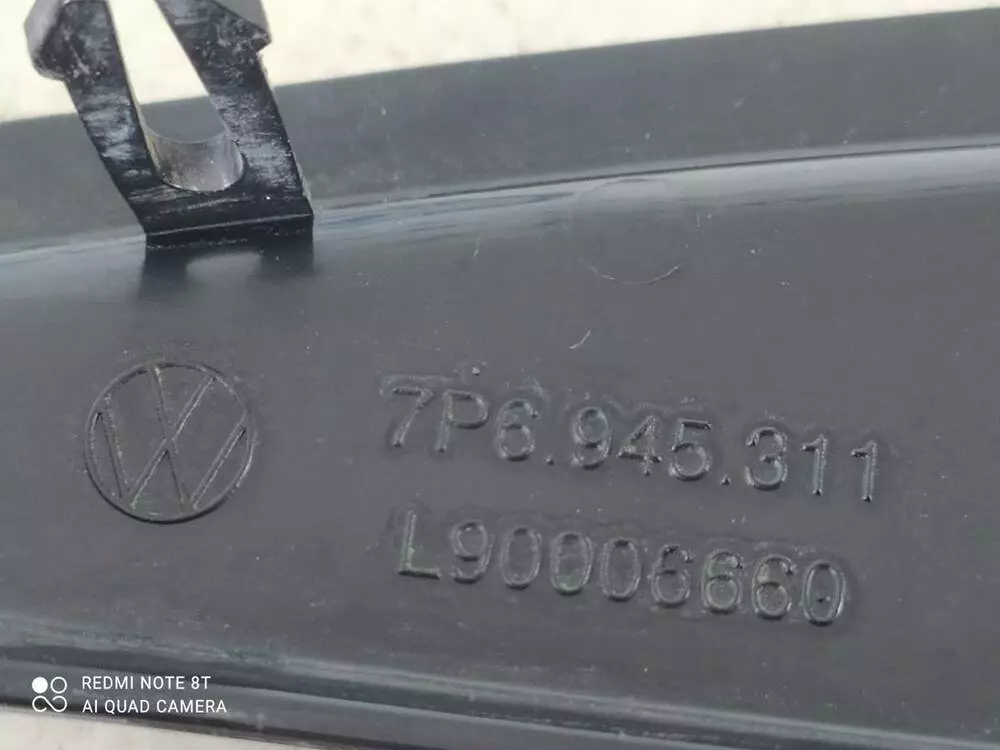 7P6.945.311
L90006660
REDMI NOTE 8T
AI QUAD CAMERA